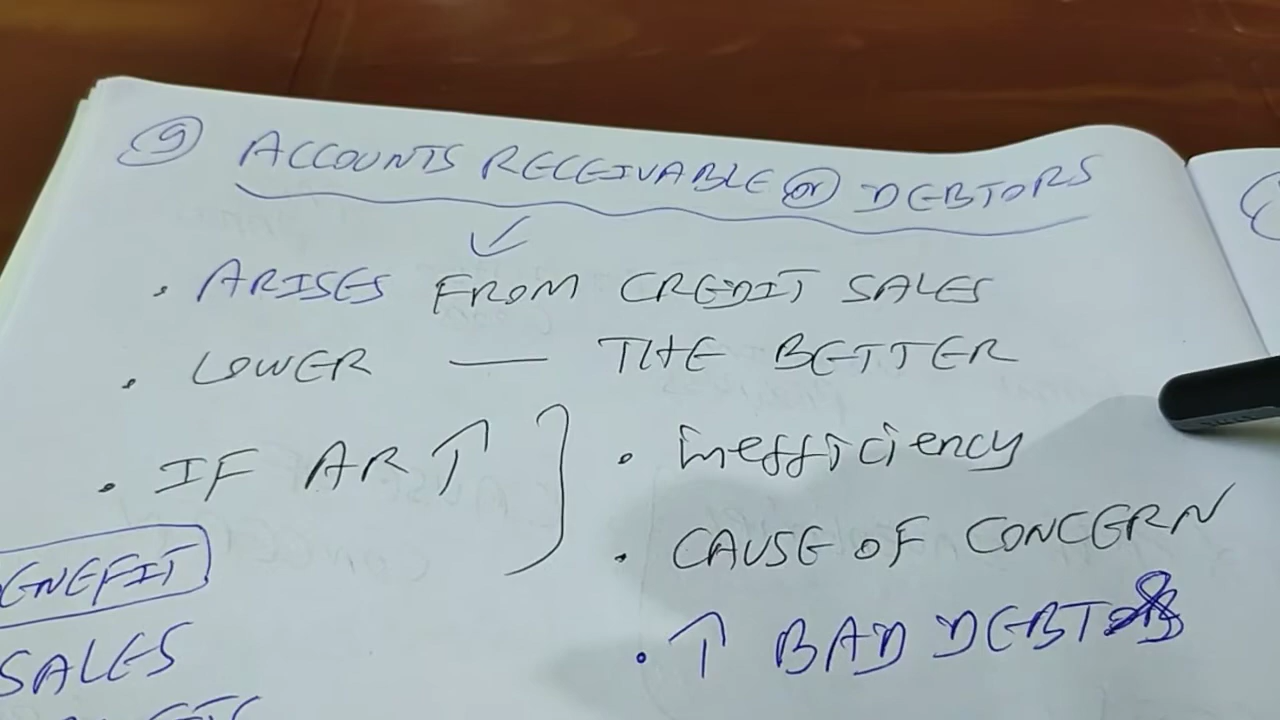 9 ACCOUNTS RECEIVABLE or DEBTORS
. ARISES FROM CREDIT SALES
. LOWER — THE BETTER
. IF AR ↑ } . inefficiency
. CAUSE OF CONCERN
. ↑ BAD DEBTS
ENEFIT
SALES